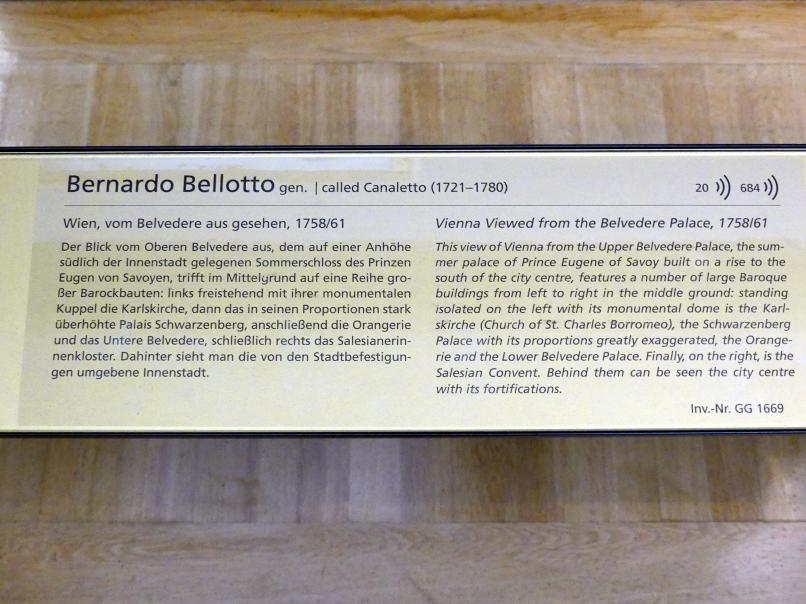 Bernardo Bellotto gen. | called Canaletto (1721–1780)
20 684
Wien, vom Belvedere aus gesehen, 1758/61
Der Blick vom Oberen Belvedere aus, dem auf einer Anhöhe
südlich der Innenstadt gelegenen Sommerschloss des Prinzen
Eugen von Savoyen, trifft im Mittelgrund auf eine Reihe gro-
ßer Barockbauten: links freistehend mit ihrer monumentalen
Kuppel die Karlskirche, dann das in seinen Proportionen stark
überhöhte Palais Schwarzenberg, anschließend die Orangerie
und das Untere Belvedere, schließlich rechts das Salesianerin-
nenkloster. Dahinter sieht man die von den Stadtbefestigun-
gen umgebene Innenstadt.
Vienna Viewed from the Belvedere Palace, 1758/61
This view of Vienna from the Upper Belvedere Palace, the sum-
mer palace of Prince Eugene of Savoy built on a rise to the
south of the city centre, features a number of large Baroque
buildings from left to right in the middle ground: standing
isolated on the left with its monumental dome is the Karl-
skirche (Church of St. Charles Borromeo), the Schwarzenberg
Palace with its proportions greatly exaggerated, the Orange-
rie and the Lower Belvedere Palace. Finally, on the right, is the
Salesian Convent. Behind them can be seen the city centre
with its fortifications.
Inv.-Nr. GG 1669